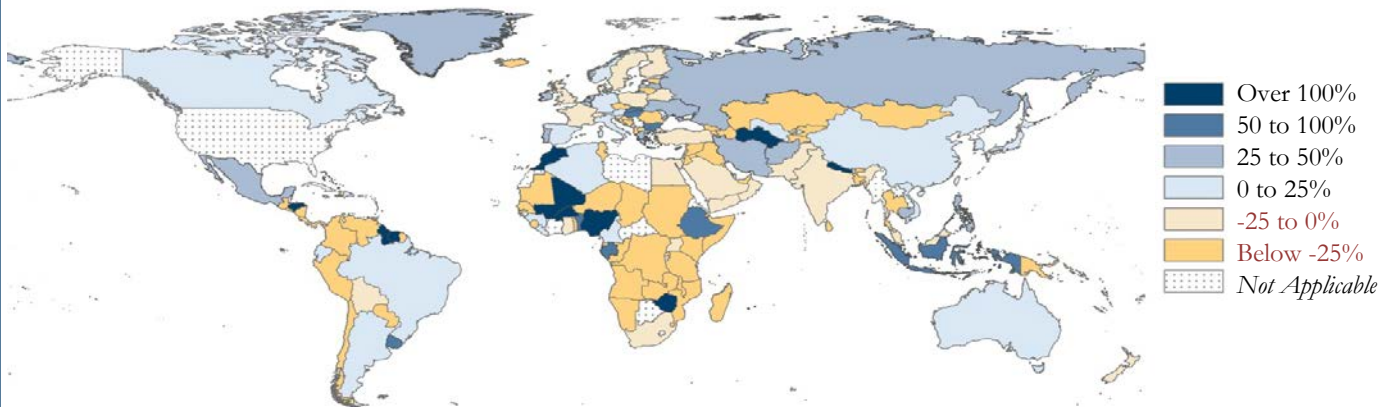 Over 100%
50 to 100%
25 to 50%
0 to 25%
-25 to 0%
Below -25%
Not Applicable